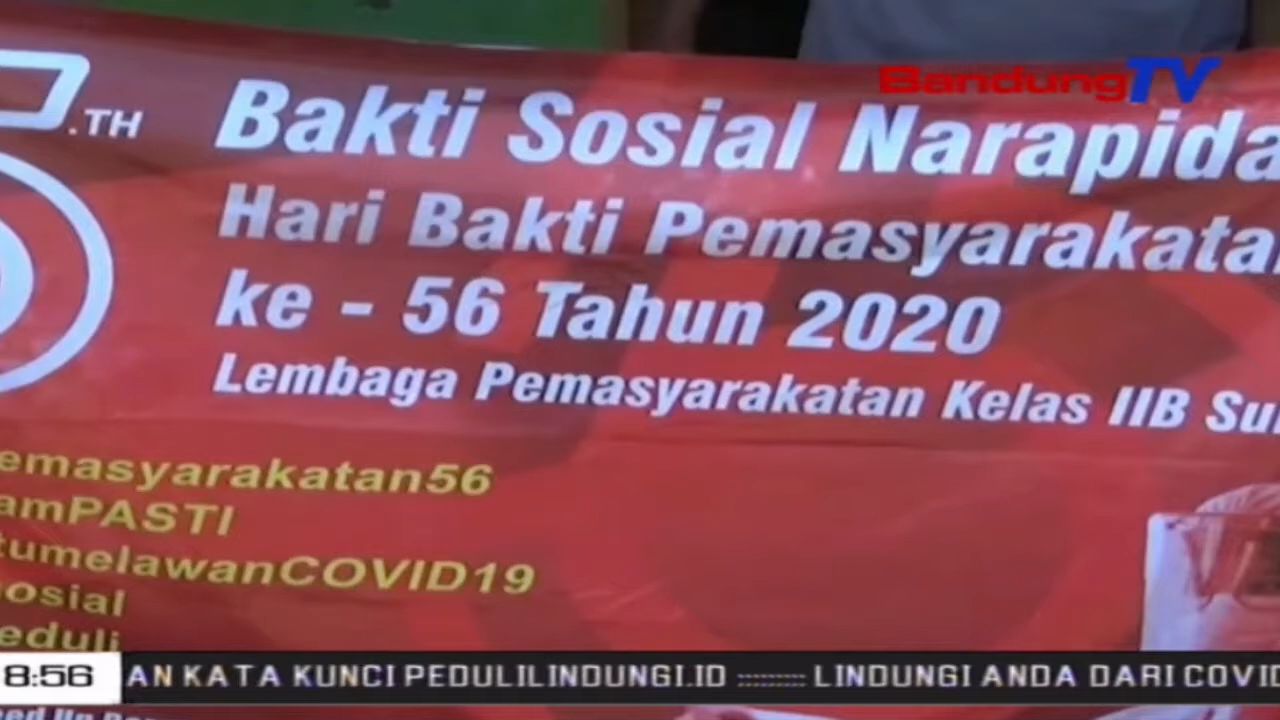 BandungTV
.TH
Bakti Sosial Narapida
Hari Bakti Pemasyarakata
ke - 56 Tahun 2020
Lembaga Pemasyarakatan Kelas IIB Su
emasyarakatan56
amPASTI
tumelawanCOVID19
osial
eduli
8:56 AN KATA KUNCI PEDULILINDUNGI.ID :::::::::: LINDUNGI ANDA DARI COVID